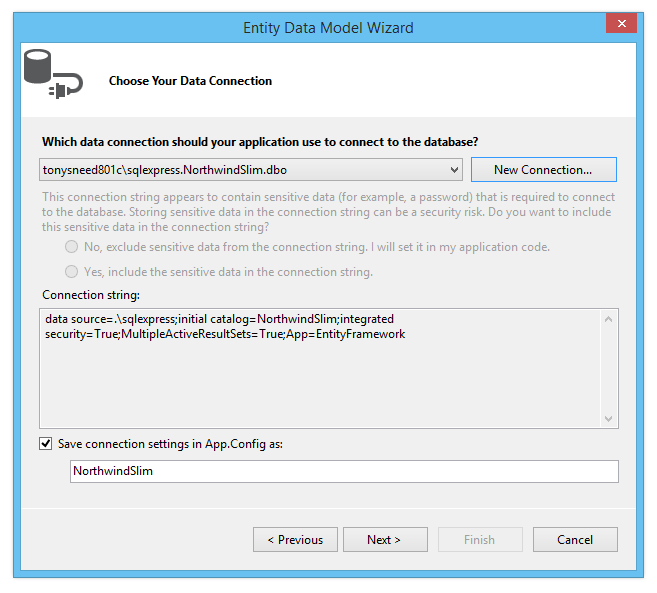 Entity Data Model Wizard
Choose Your Data Connection
Which data connection should your application use to connect to the database?
tonysneed801c\sqlexpress.NorthwindSlim.dbo
New Connection...
This connection string appears to contain sensitive data (for example, a password) that is required to connect
to the database. Storing sensitive data in the connection string can be a security risk. Do you want to include
this sensitive data in the connection string?
No, exclude sensitive data from the connection string. I will set it in my application code.
Yes, include the sensitive data in the connection string.
Connection string:
data source=.\sqlexpress;initial catalog=NorthwindSlim;integrated
security=True;MultipleActiveResultSets=True;App=EntityFramework
Save connection settings in App.Config as:
NorthwindSlim
< Previous
Next >
Finish
Cancel